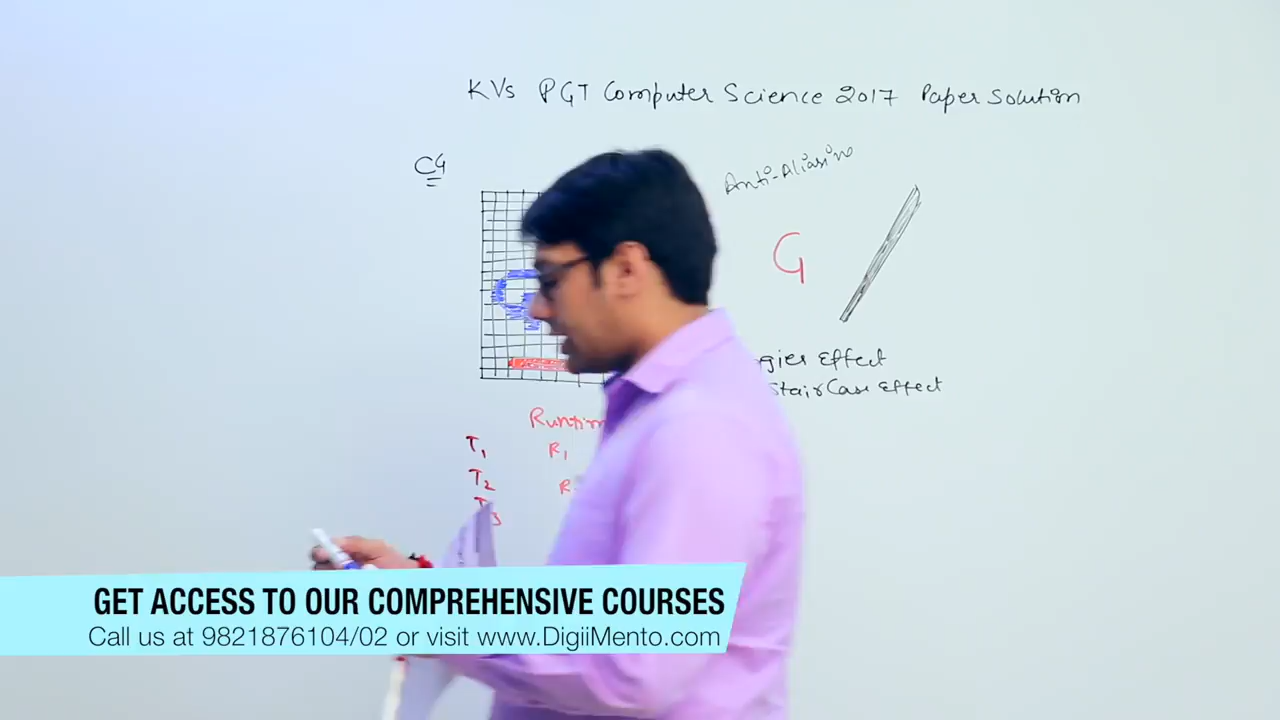 KVs PGT Computer Science 2017 Paper Solution
C4
Anti-Aliasing
G
Effect
StairCase Effect
T1 R1
T2
GET ACCESS TO OUR COMPREHENSIVE COURSES
Call us at 9821876104/02 or visit www.DigiiMento.com